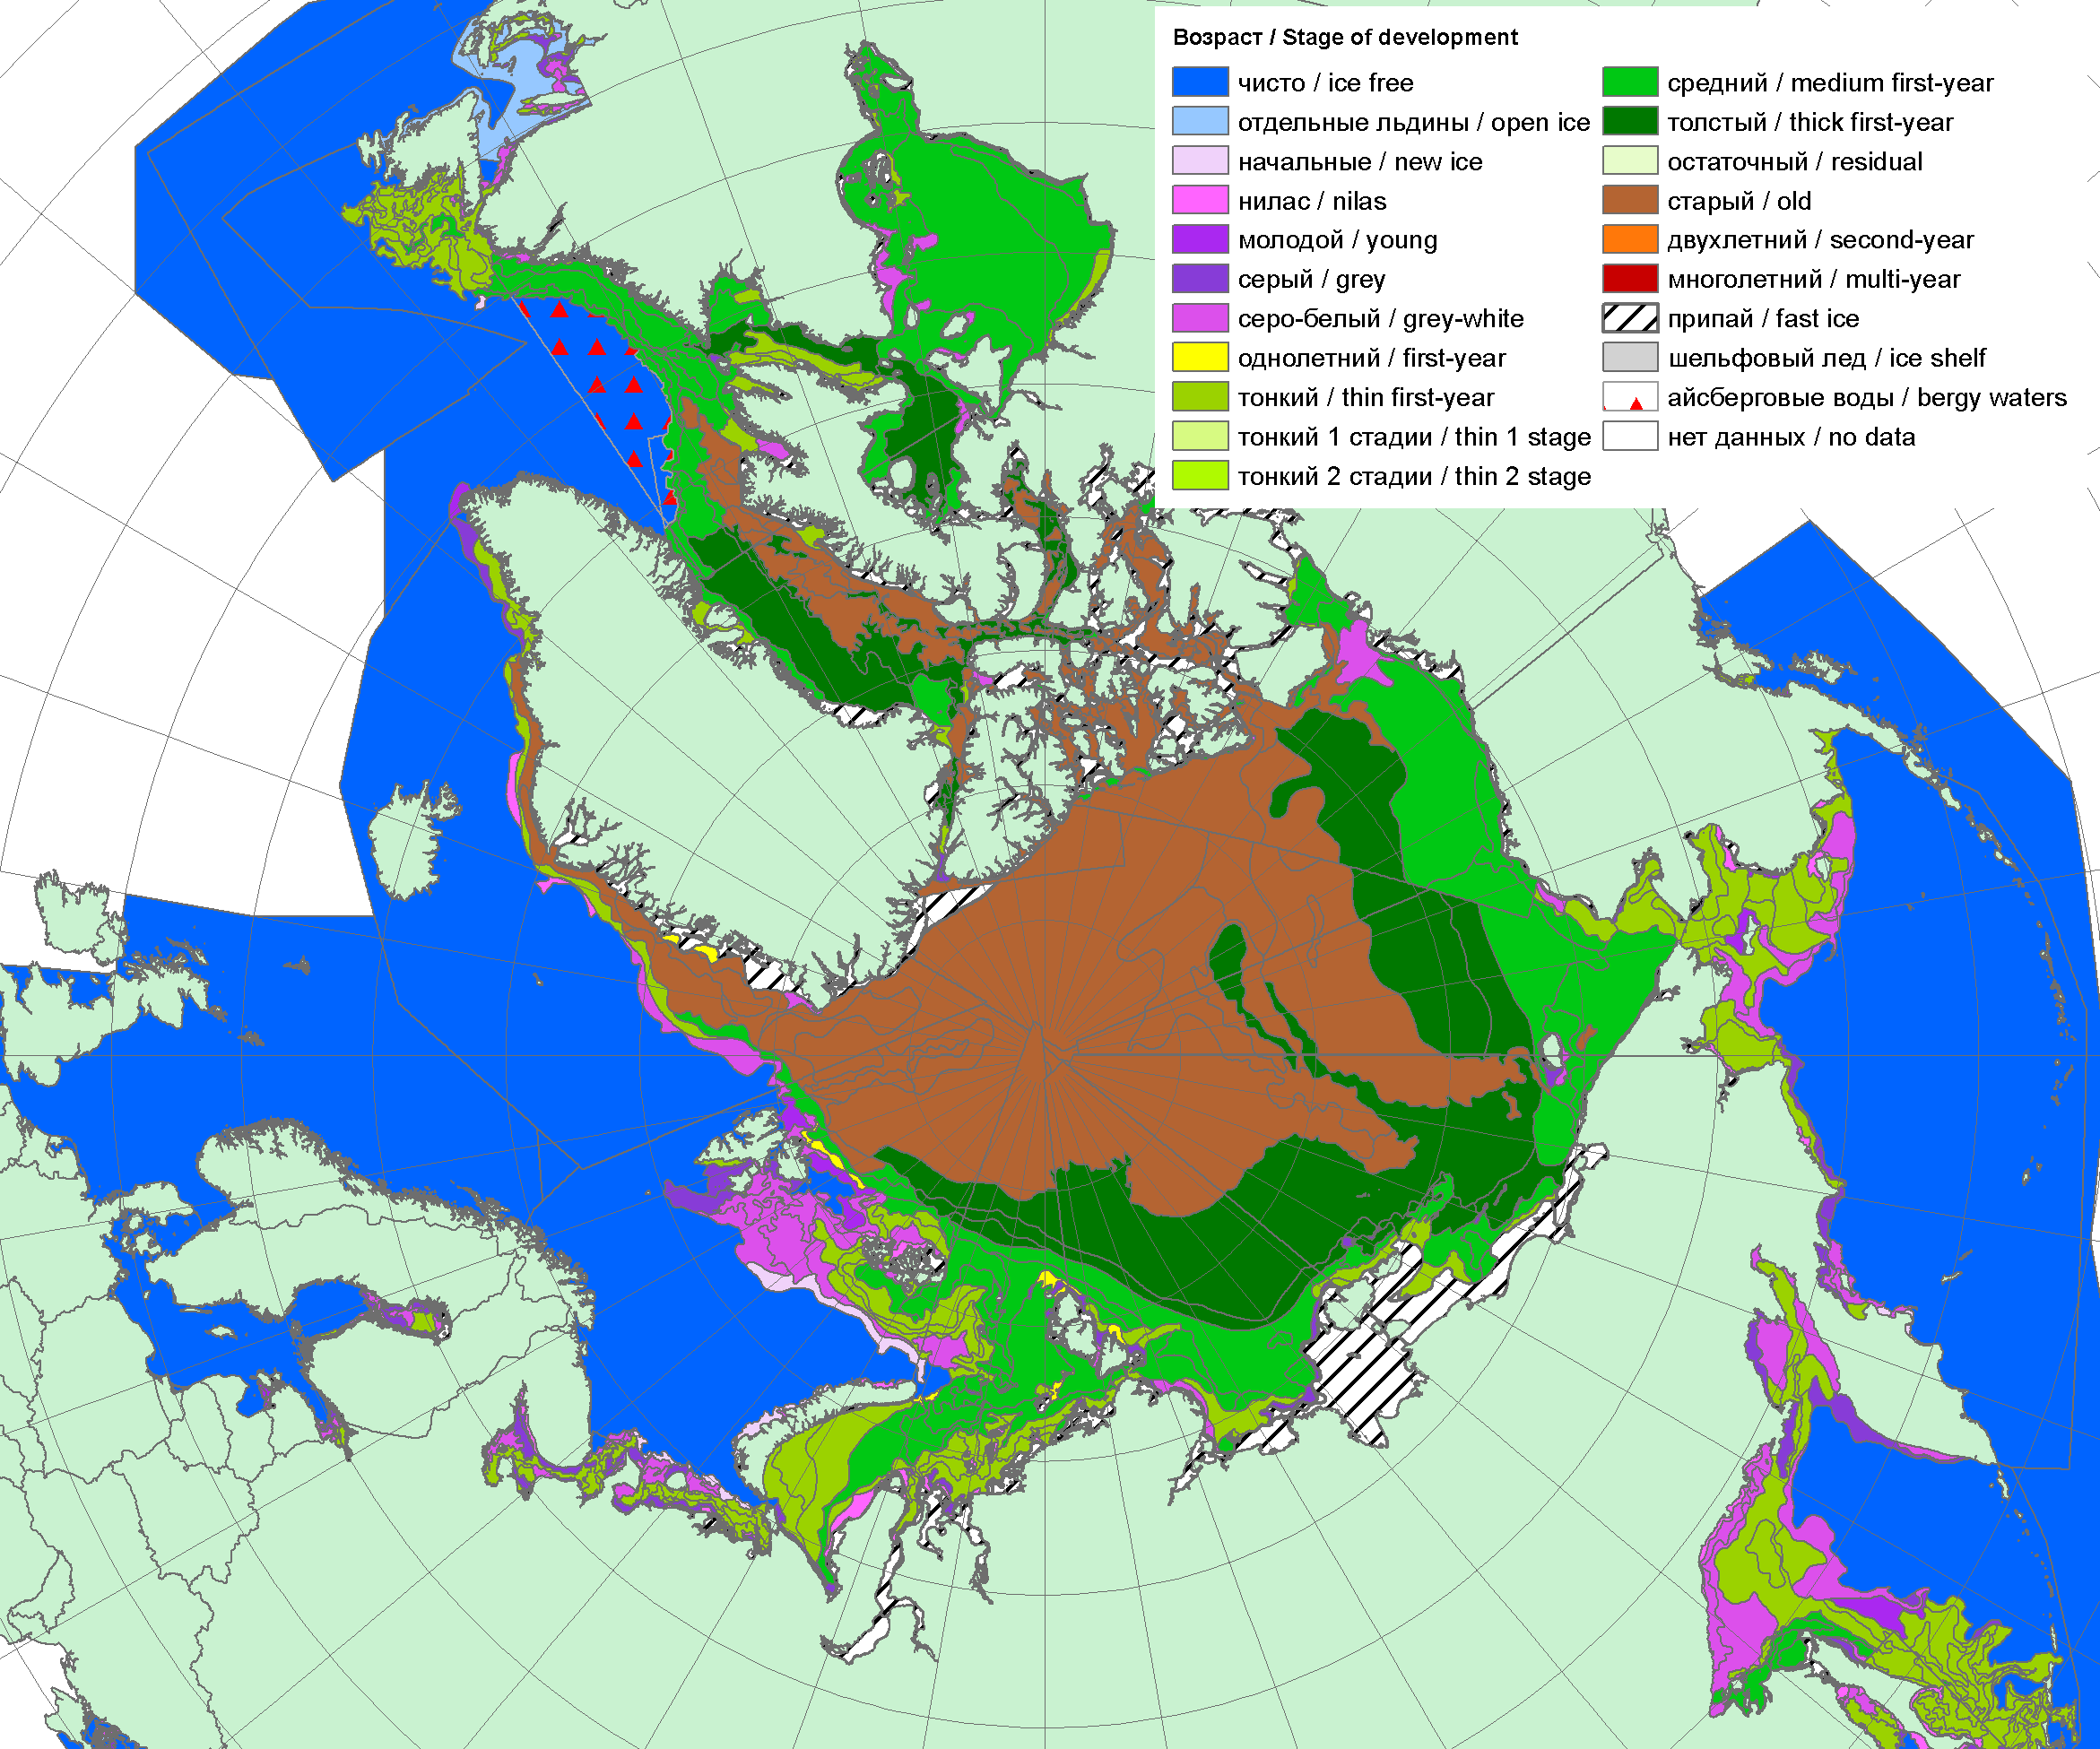 Возраст / Stage of development
чисто / ice free
отдельные льдины / open ice
начальные / new ice
нилас / nilas
молодой / young
серый / grey
серо-белый / grey-white
однолетний / first-year
тонкий / thin first-year
тонкий 1 стадии / thin 1 stage
тонкий 2 стадии / thin 2 stage
средний / medium first-year
толстый / thick first-year
остаточный / residual
старый / old
двухлетний / second-year
многолетний / multi-year
припай / fast ice
шельфовый лед / ice shelf
айсберговые воды / bergy waters
нет данных / no data